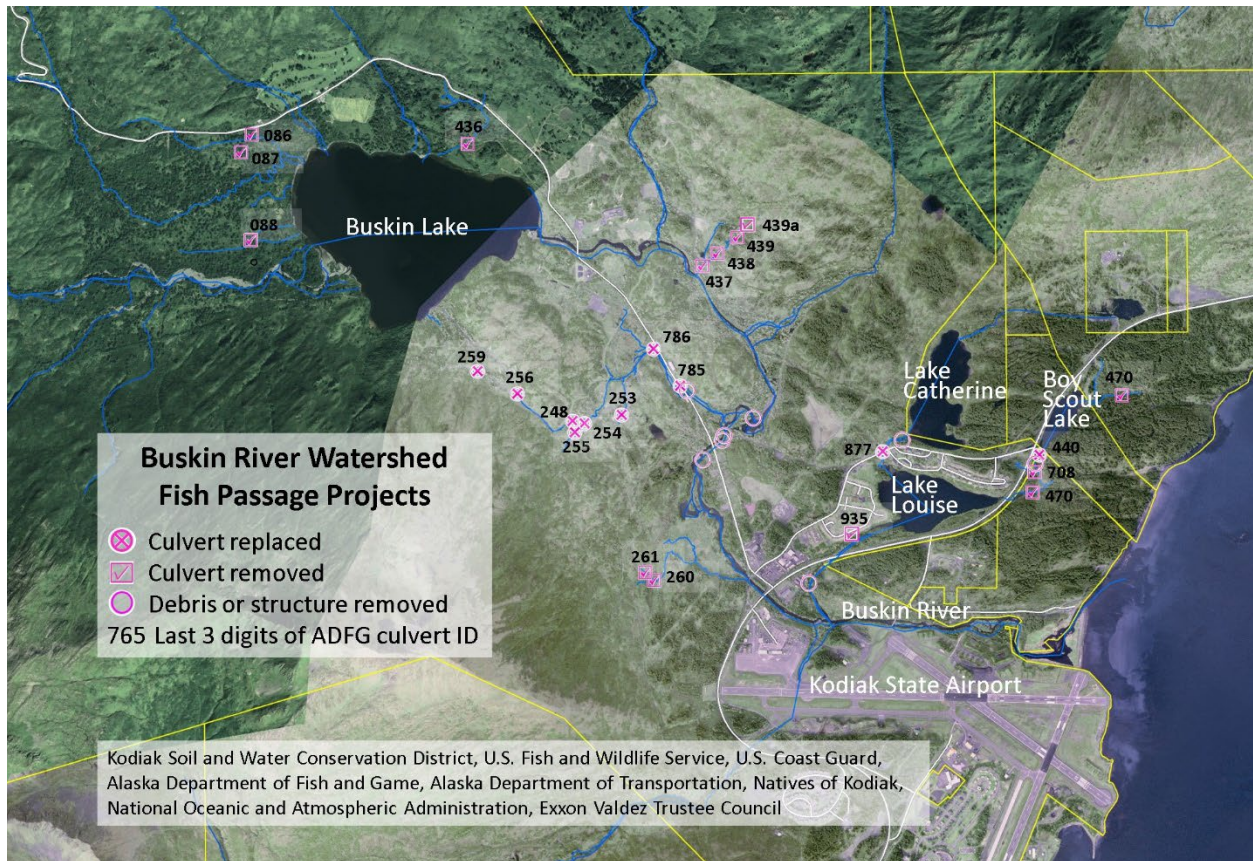 086
087
436
088
Buskin Lake
439a
439
438
437
786
785
259
256
253
248
254
255
Lake
Catherine
Boy
Scout
Lake
470
877
440
708
470
Lake
Louise
935
261
260
Buskin River
Kodiak State Airport
Buskin River Watershed
Fish Passage Projects
Culvert replaced
Culvert removed
Debris or structure removed
765 Last 3 digits of ADFG culvert ID
Kodiak Soil and Water Conservation District, U.S. Fish and Wildlife Service, U.S. Coast Guard,
Alaska Department of Fish and Game, Alaska Department of Transportation, Natives of Kodiak,
National Oceanic and Atmospheric Administration, Exxon Valdez Trustee Council